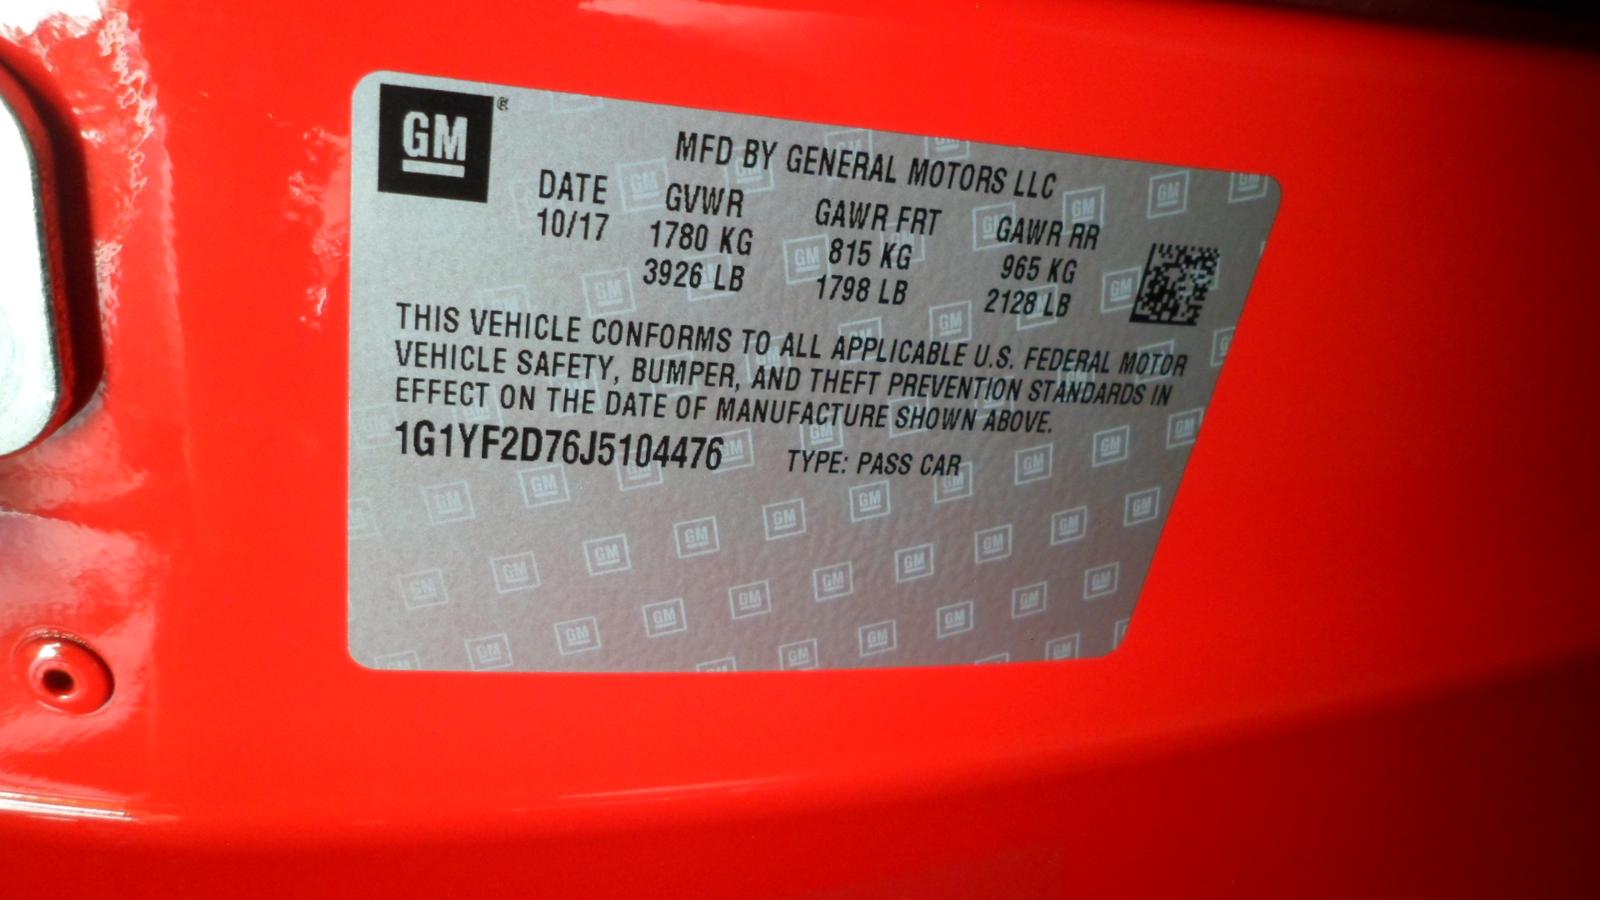 GM ®
MFD BY GENERAL MOTORS LLC
DATE GVWR GAWR FRT GAWR RR
10/17 1780 KG 815 KG 965 KG
3926 LB 1798 LB 2128 LB
THIS VEHICLE CONFORMS TO ALL APPLICABLE U.S. FEDERAL MOTOR
VEHICLE SAFETY, BUMPER, AND THEFT PREVENTION STANDARDS IN
EFFECT ON THE DATE OF MANUFACTURE SHOWN ABOVE.
1G1YF2D76J5104476 TYPE: PASS CAR